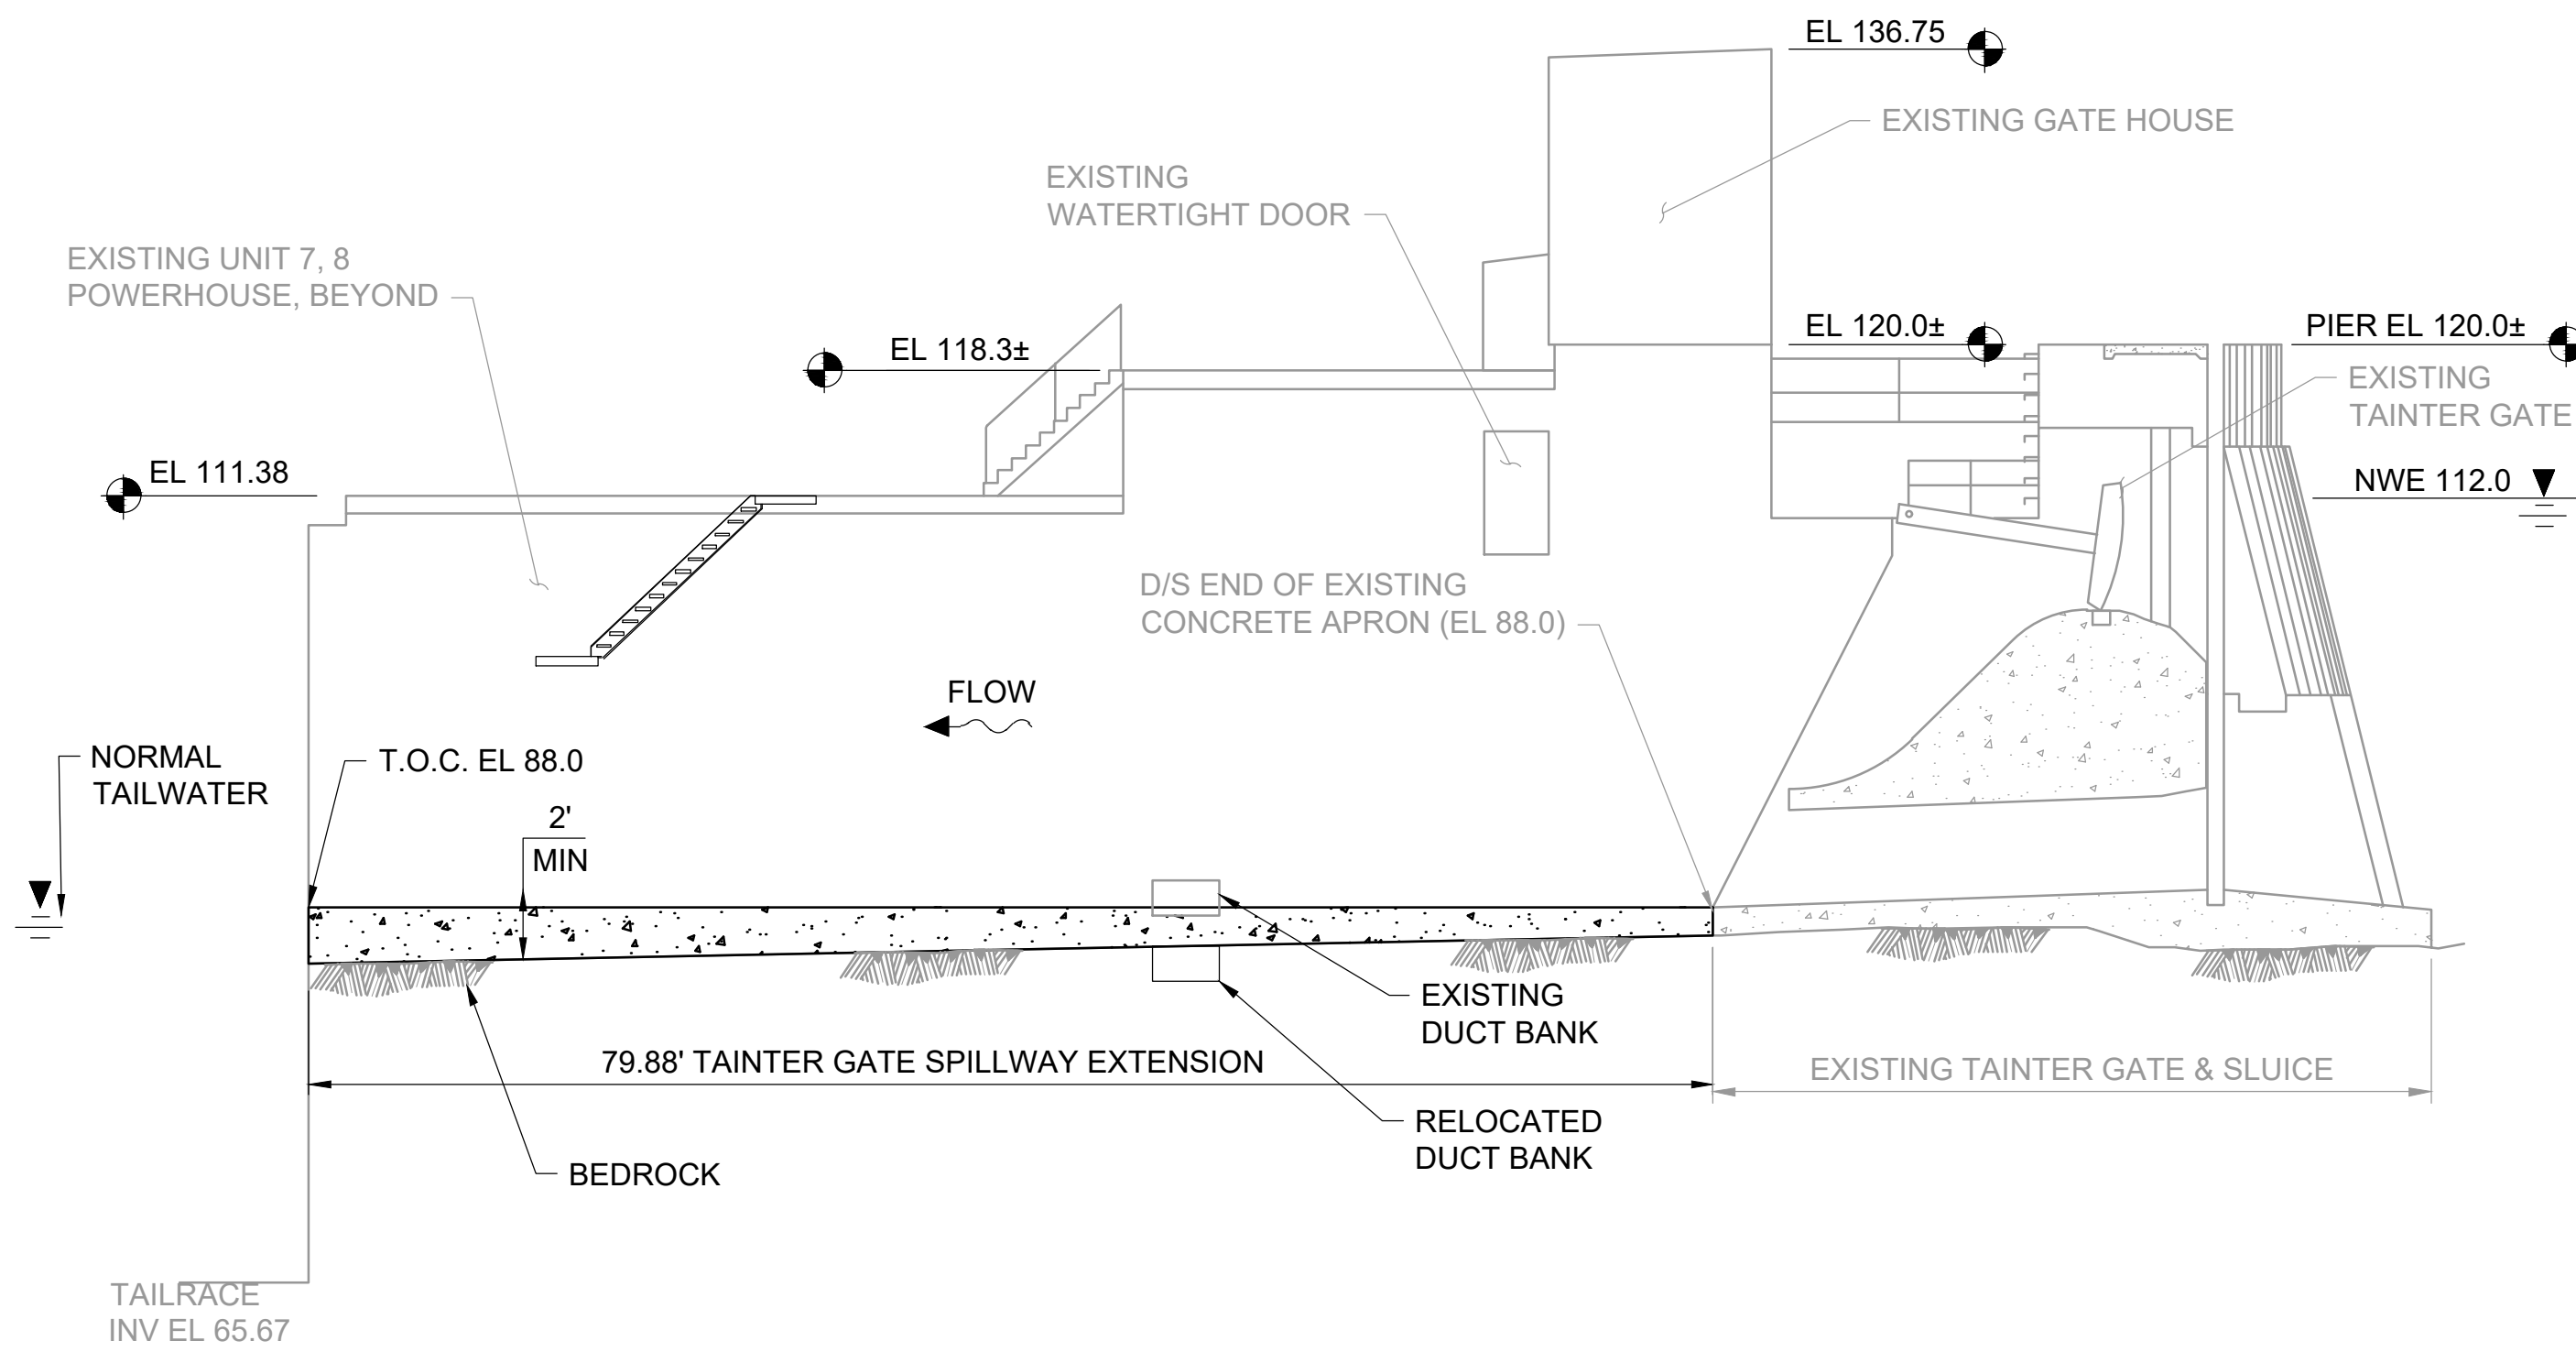 EL 136.75
EXISTING GATE HOUSE
EXISTING
WATERTIGHT DOOR
EXISTING UNIT 7, 8
POWERHOUSE, BEYOND
EL 118.3±
EL 120.0±
PIER EL 120.0±
EXISTING
TAINTER GATE
EL 111.38
NWE 112.0
D/S END OF EXISTING
CONCRETE APRON (EL 88.0)
FLOW
NORMAL
TAILWATER
T.O.C. EL 88.0
2'
MIN
EXISTING
DUCT BANK
79.88' TAINTER GATE SPILLWAY EXTENSION
EXISTING TAINTER GATE & SLUICE
RELOCATED
DUCT BANK
BEDROCK
TAILRACE
INV EL 65.67